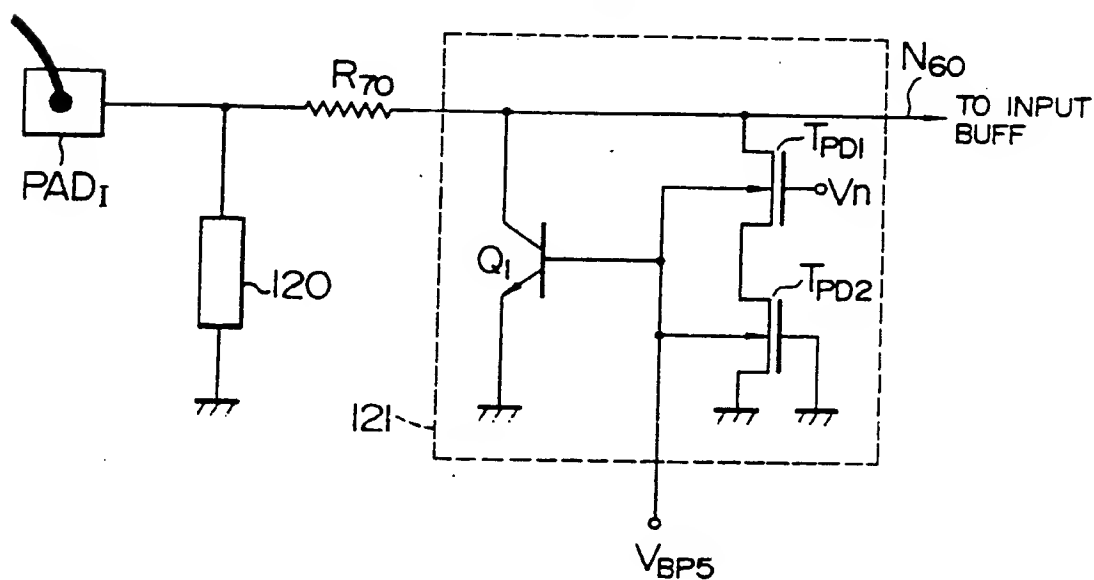 N60
R70
TO INPUT
BUFF
TPD1
PADI
Vn
Q1
TPD2
120
121
VBP5